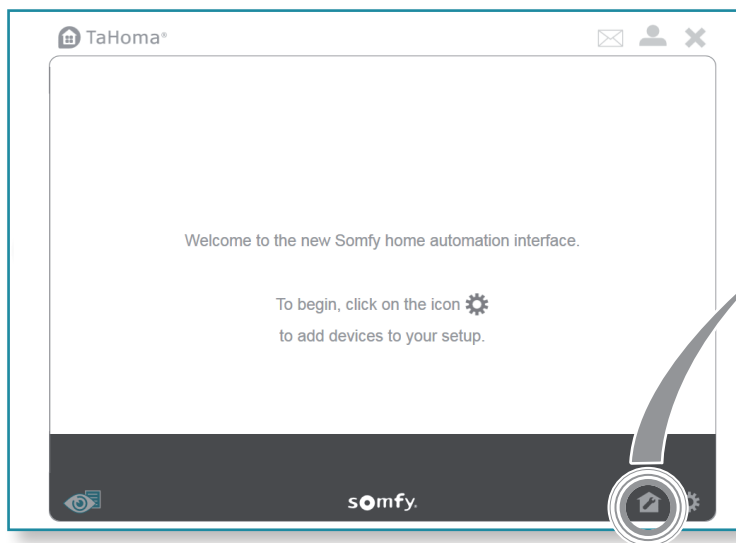 TaHoma®
Welcome to the new Somfy home automation interface.
To begin, click on the icon
to add devices to your setup.
somfy.